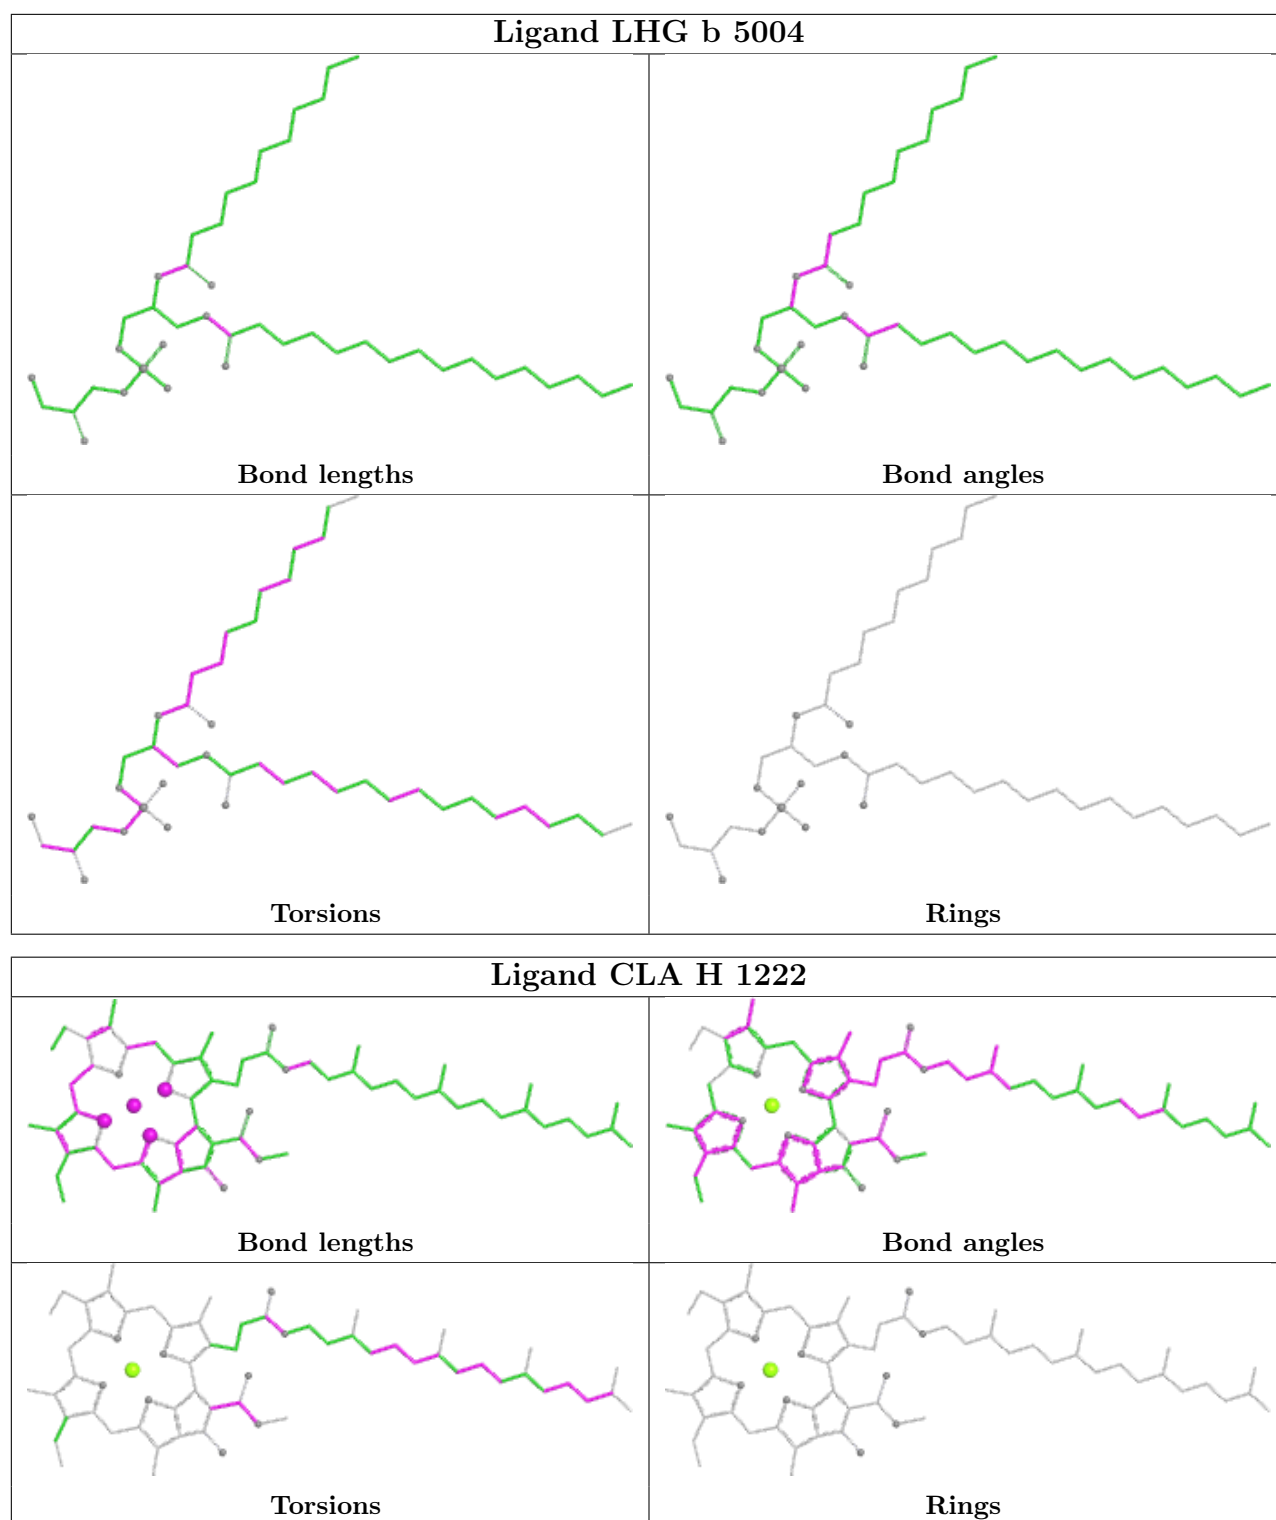 Ligand LHG b 5004
Bond lengths
Bond angles
Torsions
Rings
Ligand CLA H 1222
Bond lengths
Bond angles
Torsions
Rings